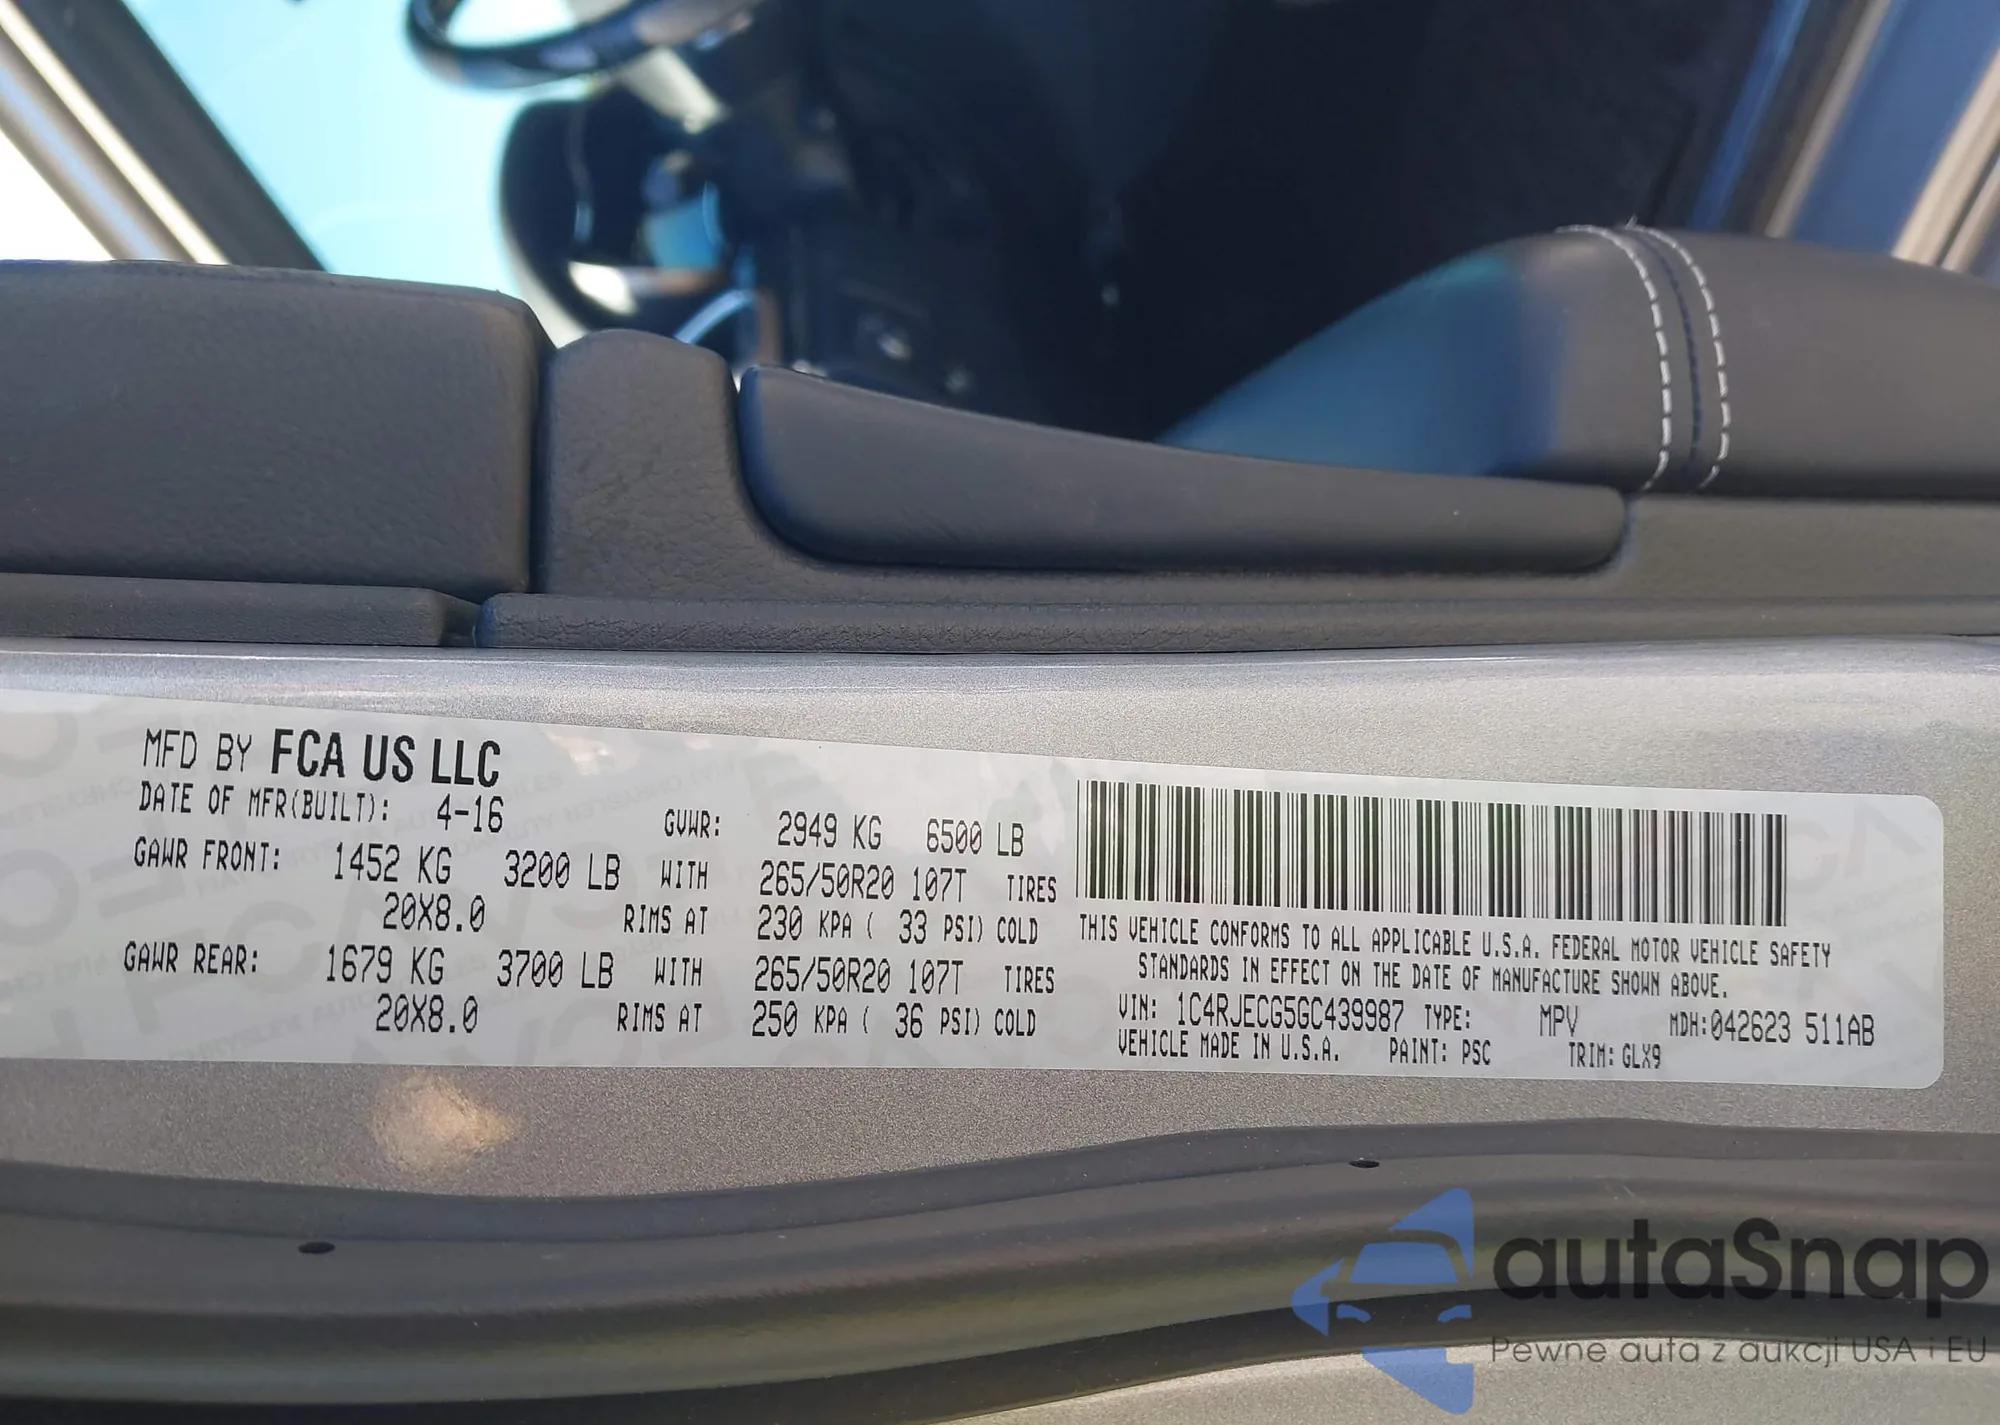 MFD BY FCA US LLC
DATE OF MFR(BUILT): 4-16 GVWR: 2949 KG 6500 LB
GAWR FRONT: 1452 KG 3200 LB WITH 265/50R20 107T TIRES
20X8.0 RIMS AT 230 KPA ( 33 PSI) COLD
GAWR REAR: 1679 KG 3700 LB WITH 265/50R20 107T TIRES
20X8.0 RIMS AT 250 KPA ( 36 PSI) COLD
THIS VEHICLE CONFORMS TO ALL APPLICABLE U.S.A. FEDERAL MOTOR VEHICLE SAFETY
STANDARDS IN EFFECT ON THE DATE OF MANUFACTURE SHOWN ABOVE.
VIN: 1C4RJECG5GC439987 TYPE: MPV MDH:042623 511AB
VEHICLE MADE IN U.S.A. PAINT: PSC TRIM: GLX9
autaSnap
Pewne auta z aukcji USA i EU